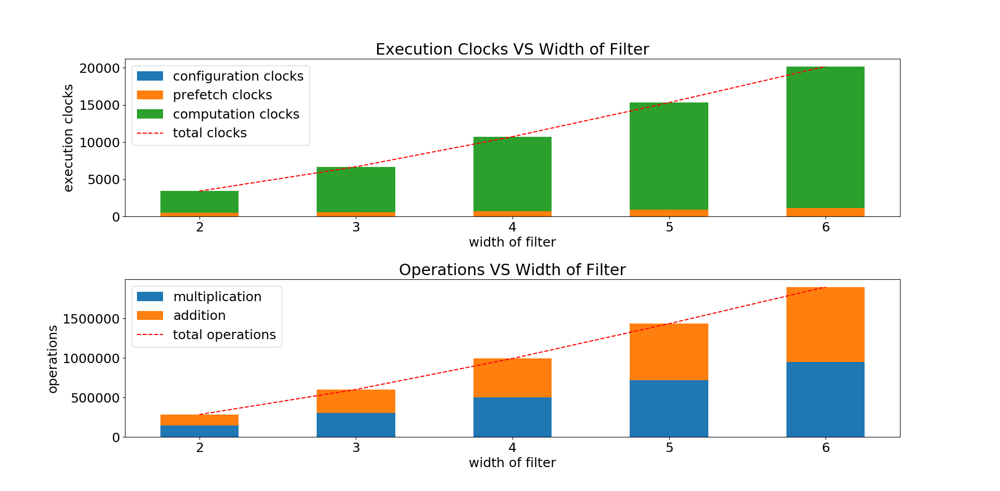 Execution Clocks VS Width of Filter
configuration clocks
prefetch clocks
computation clocks
total clocks
execution clocks
20000
15000
10000
5000
0
2 3 4 5 6
width of filter
Operations VS Width of Filter
multiplication
addition
total operations
operations
1500000
1000000
500000
0
2 3 4 5 6
width of filter